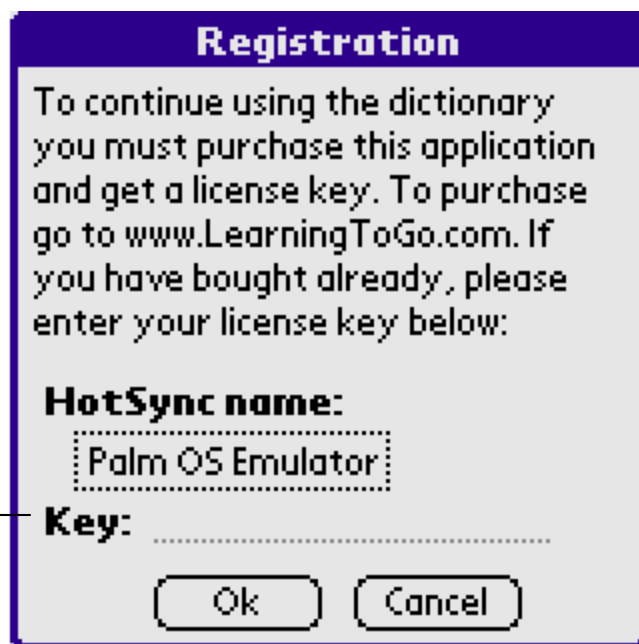 Registration
To continue using the dictionary
you must purchase this application
and get a license key. To purchase
go to www.LearningToGo.com. If
you have bought already, please
enter your license key below:
HotSync name:
Palm OS Emulator
Key:
Ok Cancel